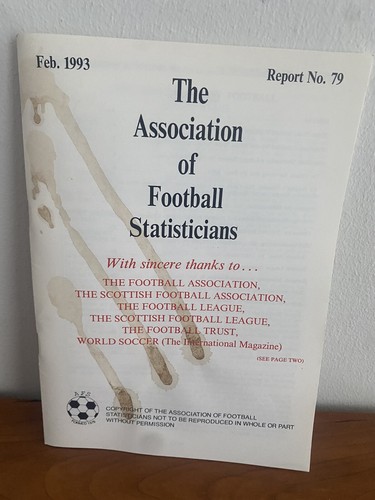 Feb. 1993
Report No. 79
The
Association
of
Football
Statisticians
With sincere thanks to...
THE FOOTBALL ASSOCIATION,
THE SCOTTISH FOOTBALL ASSOCIATION,
THE FOOTBALL LEAGUE,
THE SCOTTISH FOOTBALL LEAGUE,
THE FOOTBALL TRUST,
WORLD SOCCER (The International Magazine)
(SEE PAGE TWO)
COPYRIGHT OF THE ASSOCIATION OF FOOTBALL
STATISTICIANS NOT TO BE REPRODUCED IN WHOLE OR PART
WITHOUT PERMISSION